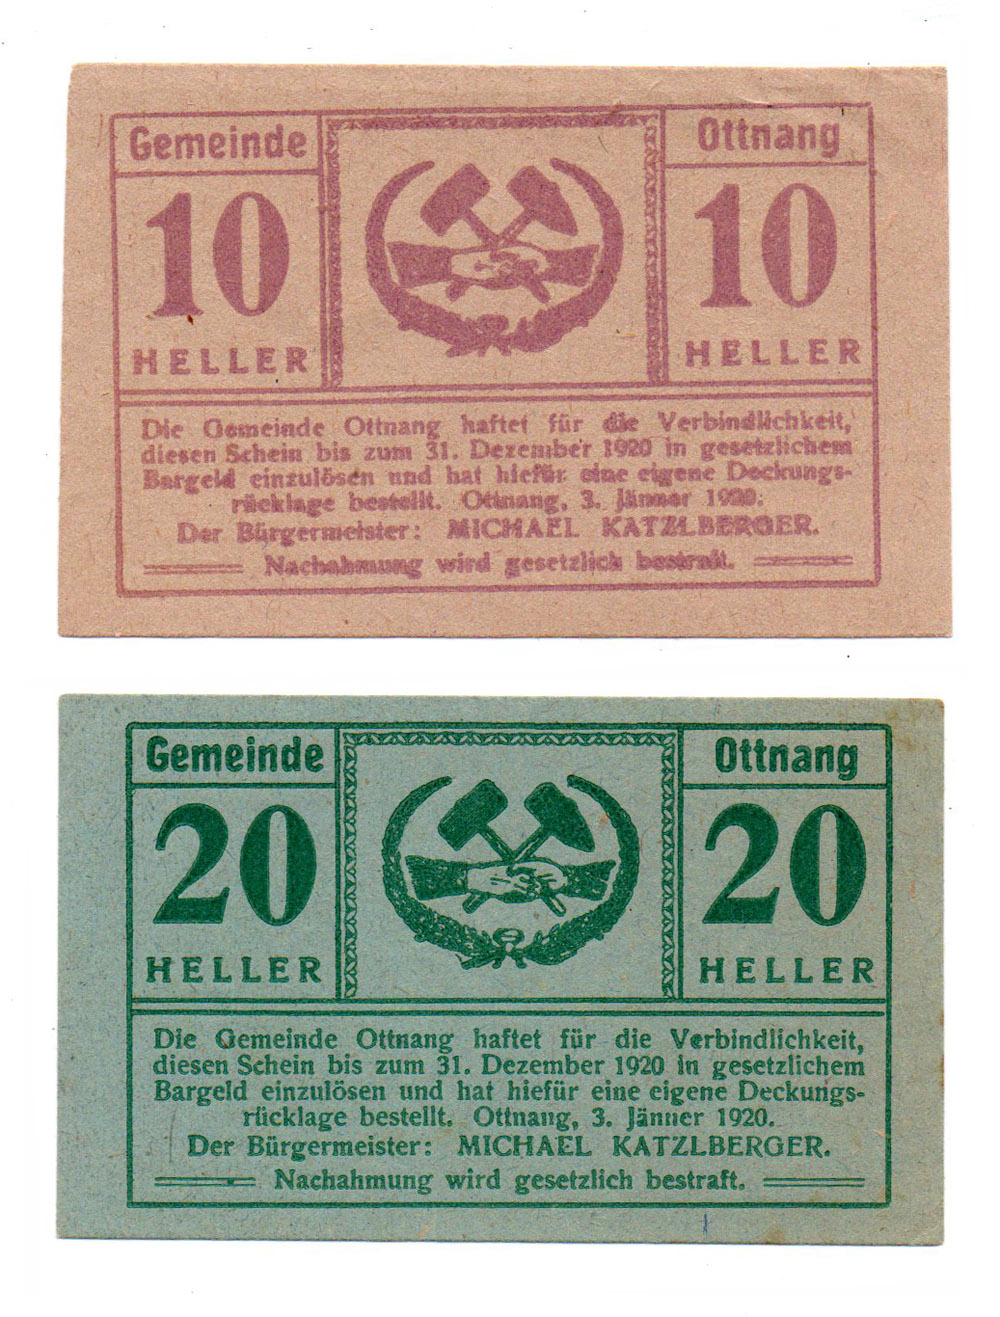 Gemeinde
Ottnang
10
10
HELLER
HELLER
Die Gemeinde Ottnang haftet für die Verbindlichkeit,
diesen Schein bis zum 31. Dezember 1920 in gesetzlichem
Bargeld einzulösen und hat hiefür eine eigene Deckungs-
rücklage bestellt. Ottnang, 3. Jänner 1920.
Der Bürgermeister: MICHAEL KATZLBERGER.
Nachahmung wird gesetzlich bestraft.
Gemeinde
Ottnang
20
20
HELLER
HELLER
Die Gemeinde Ottnang haftet für die Verbindlichkeit,
diesen Schein bis zum 31. Dezember 1920 in gesetzlichem
Bargeld einzulösen und hat hiefür eine eigene Deckungs-
rücklage bestellt. Ottnang, 3. Jänner 1920.
Der Bürgermeister: MICHAEL KATZLBERGER.
Nachahmung wird gesetzlich bestraft.